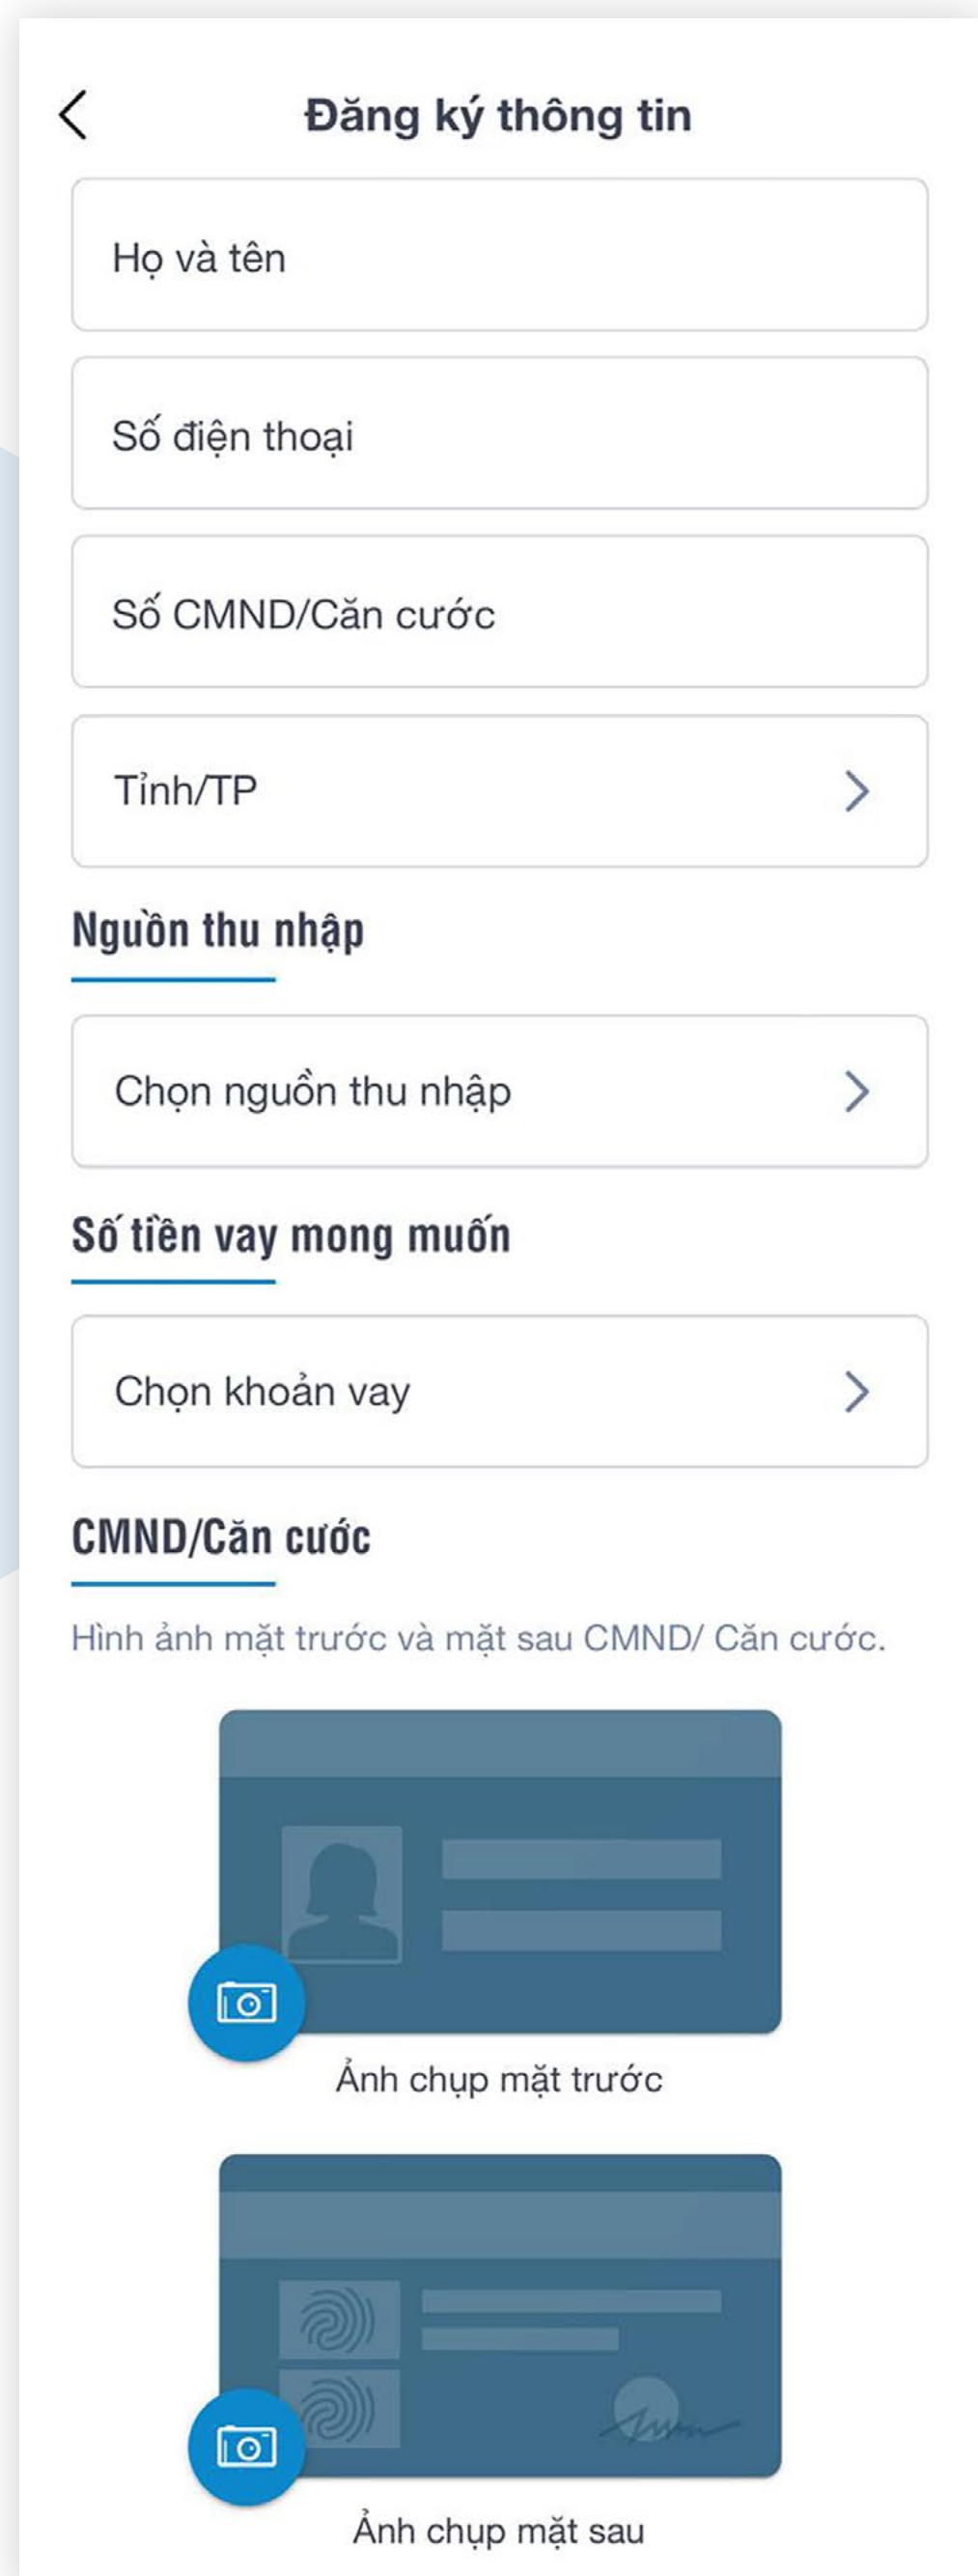 Đăng ký thông tin
Họ và tên
Số điện thoại
Số CMND/Căn cước
Tỉnh/TP
Nguồn thu nhập
Chọn nguồn thu nhập
Số tiền vay mong muốn
Chọn khoản vay
CMND/Căn cước
Hình ảnh mặt trước và mặt sau CMND/ Căn cước.
Ảnh chụp mặt trước
Ảnh chụp mặt sau